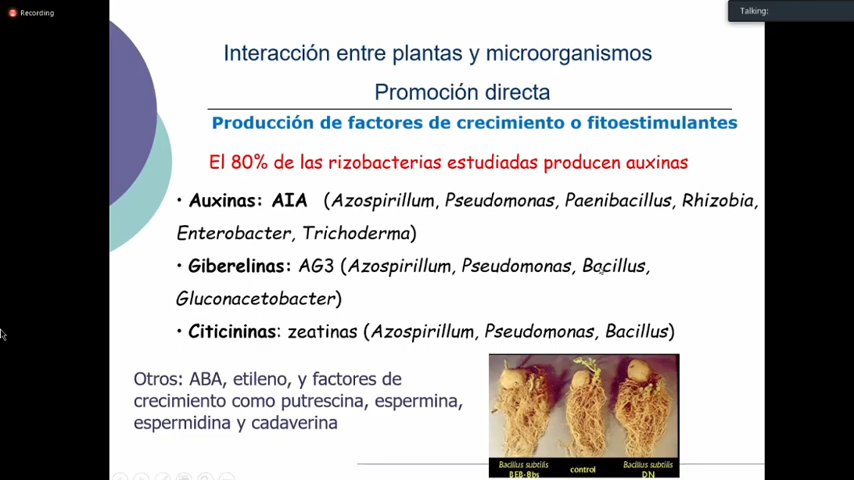 Recording
Talking:
Interacción entre plantas y microorganismos
Promoción directa
Producción de factores de crecimiento o fitoestimulantes
El 80% de las rizobacterias estudiadas producen auxinas
• Auxinas: AIA (Azospirillum, Pseudomonas, Paenibacillus, Rhizobia,
Enterobacter, Trichoderma)
• Giberelinas: AG3 (Azospirillum, Pseudomonas, Bacillus,
Gluconacetobacter)
• Citicininas: zeatinas (Azospirillum, Pseudomonas, Bacillus)
Otros: ABA, etileno, y factores de
crecimiento como putrescina, espermina,
espermidina y cadaverina
Bacillus subtilis
BEB-8bs
control
Bacillus subtilis
DN